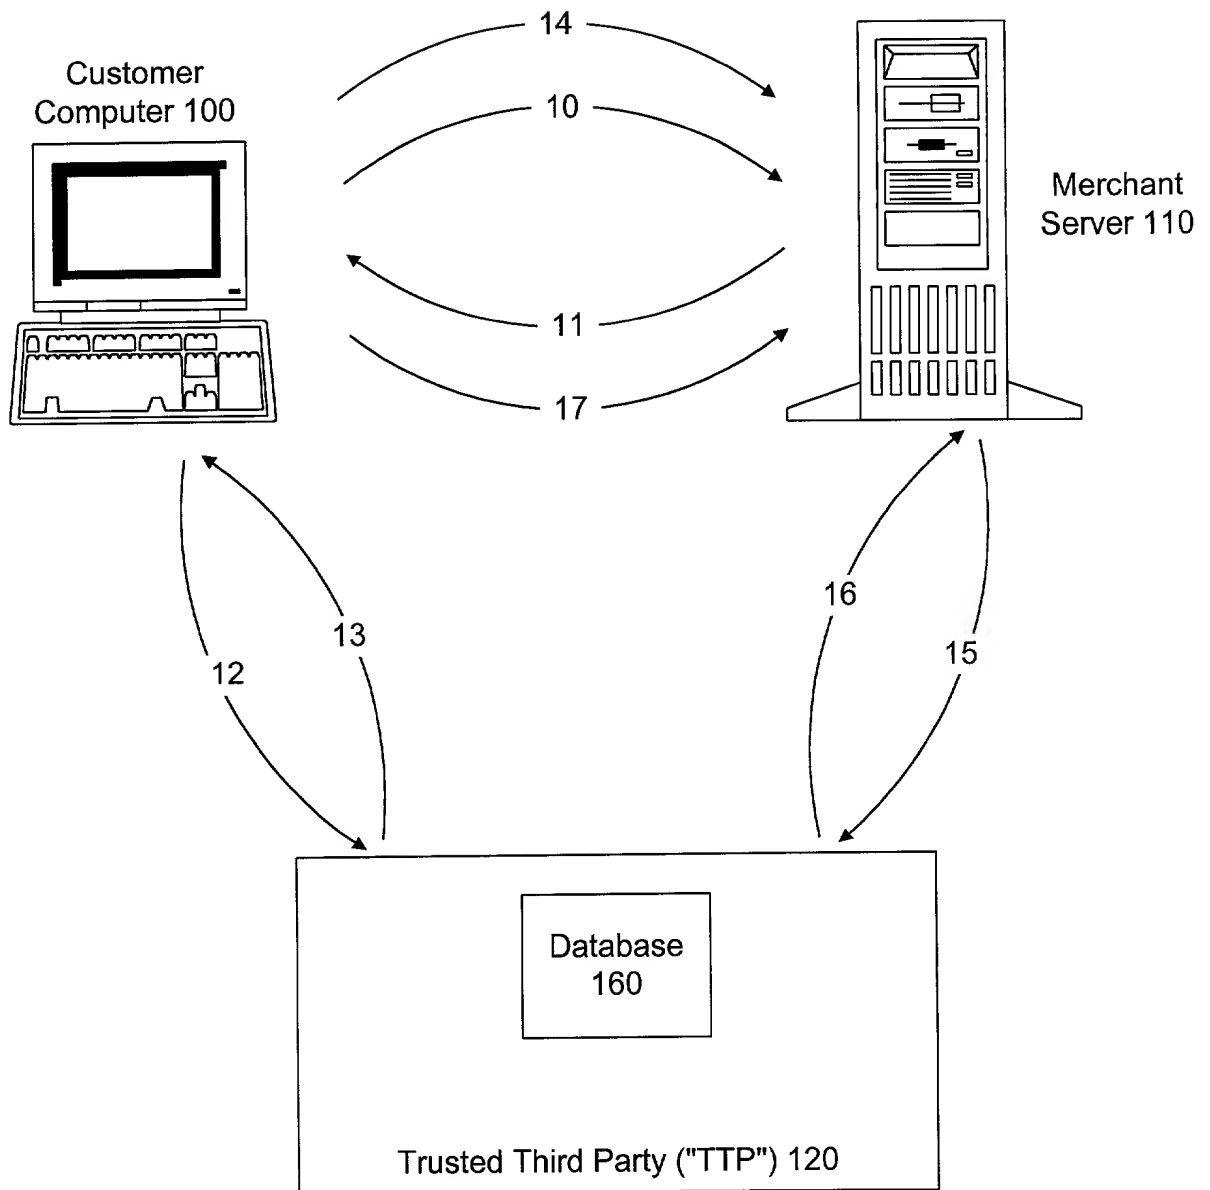 14
Customer
Computer 100
10
Merchant
Server 110
11
17
16
13
15
12
Database
160
Trusted Third Party ("TTP") 120